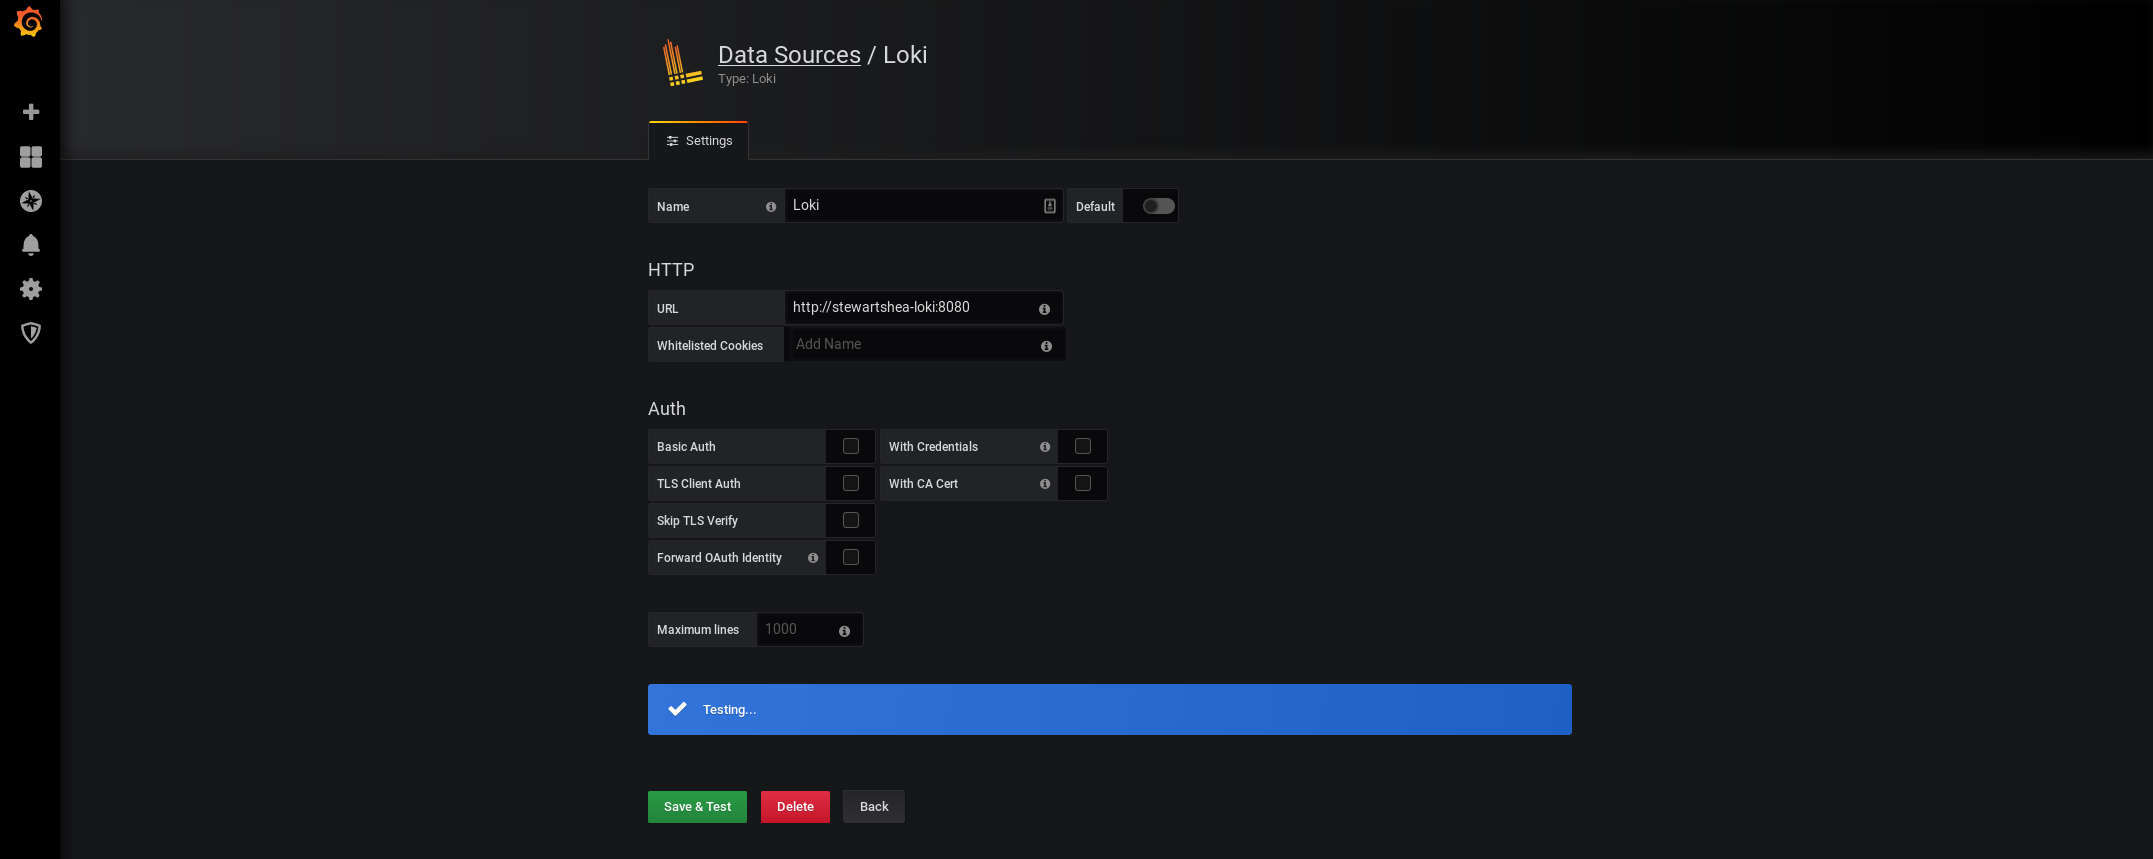 Data Sources / Loki
Type: Loki
Settings
Name Loki Default
HTTP
URL http://stewartshea-loki:8080
Whitelisted Cookies Add Name
Auth
Basic Auth With Credentials
TLS Client Auth With CA Cert
Skip TLS Verify
Forward OAuth Identity
Maximum lines 1000
Testing...
Save & Test Delete Back